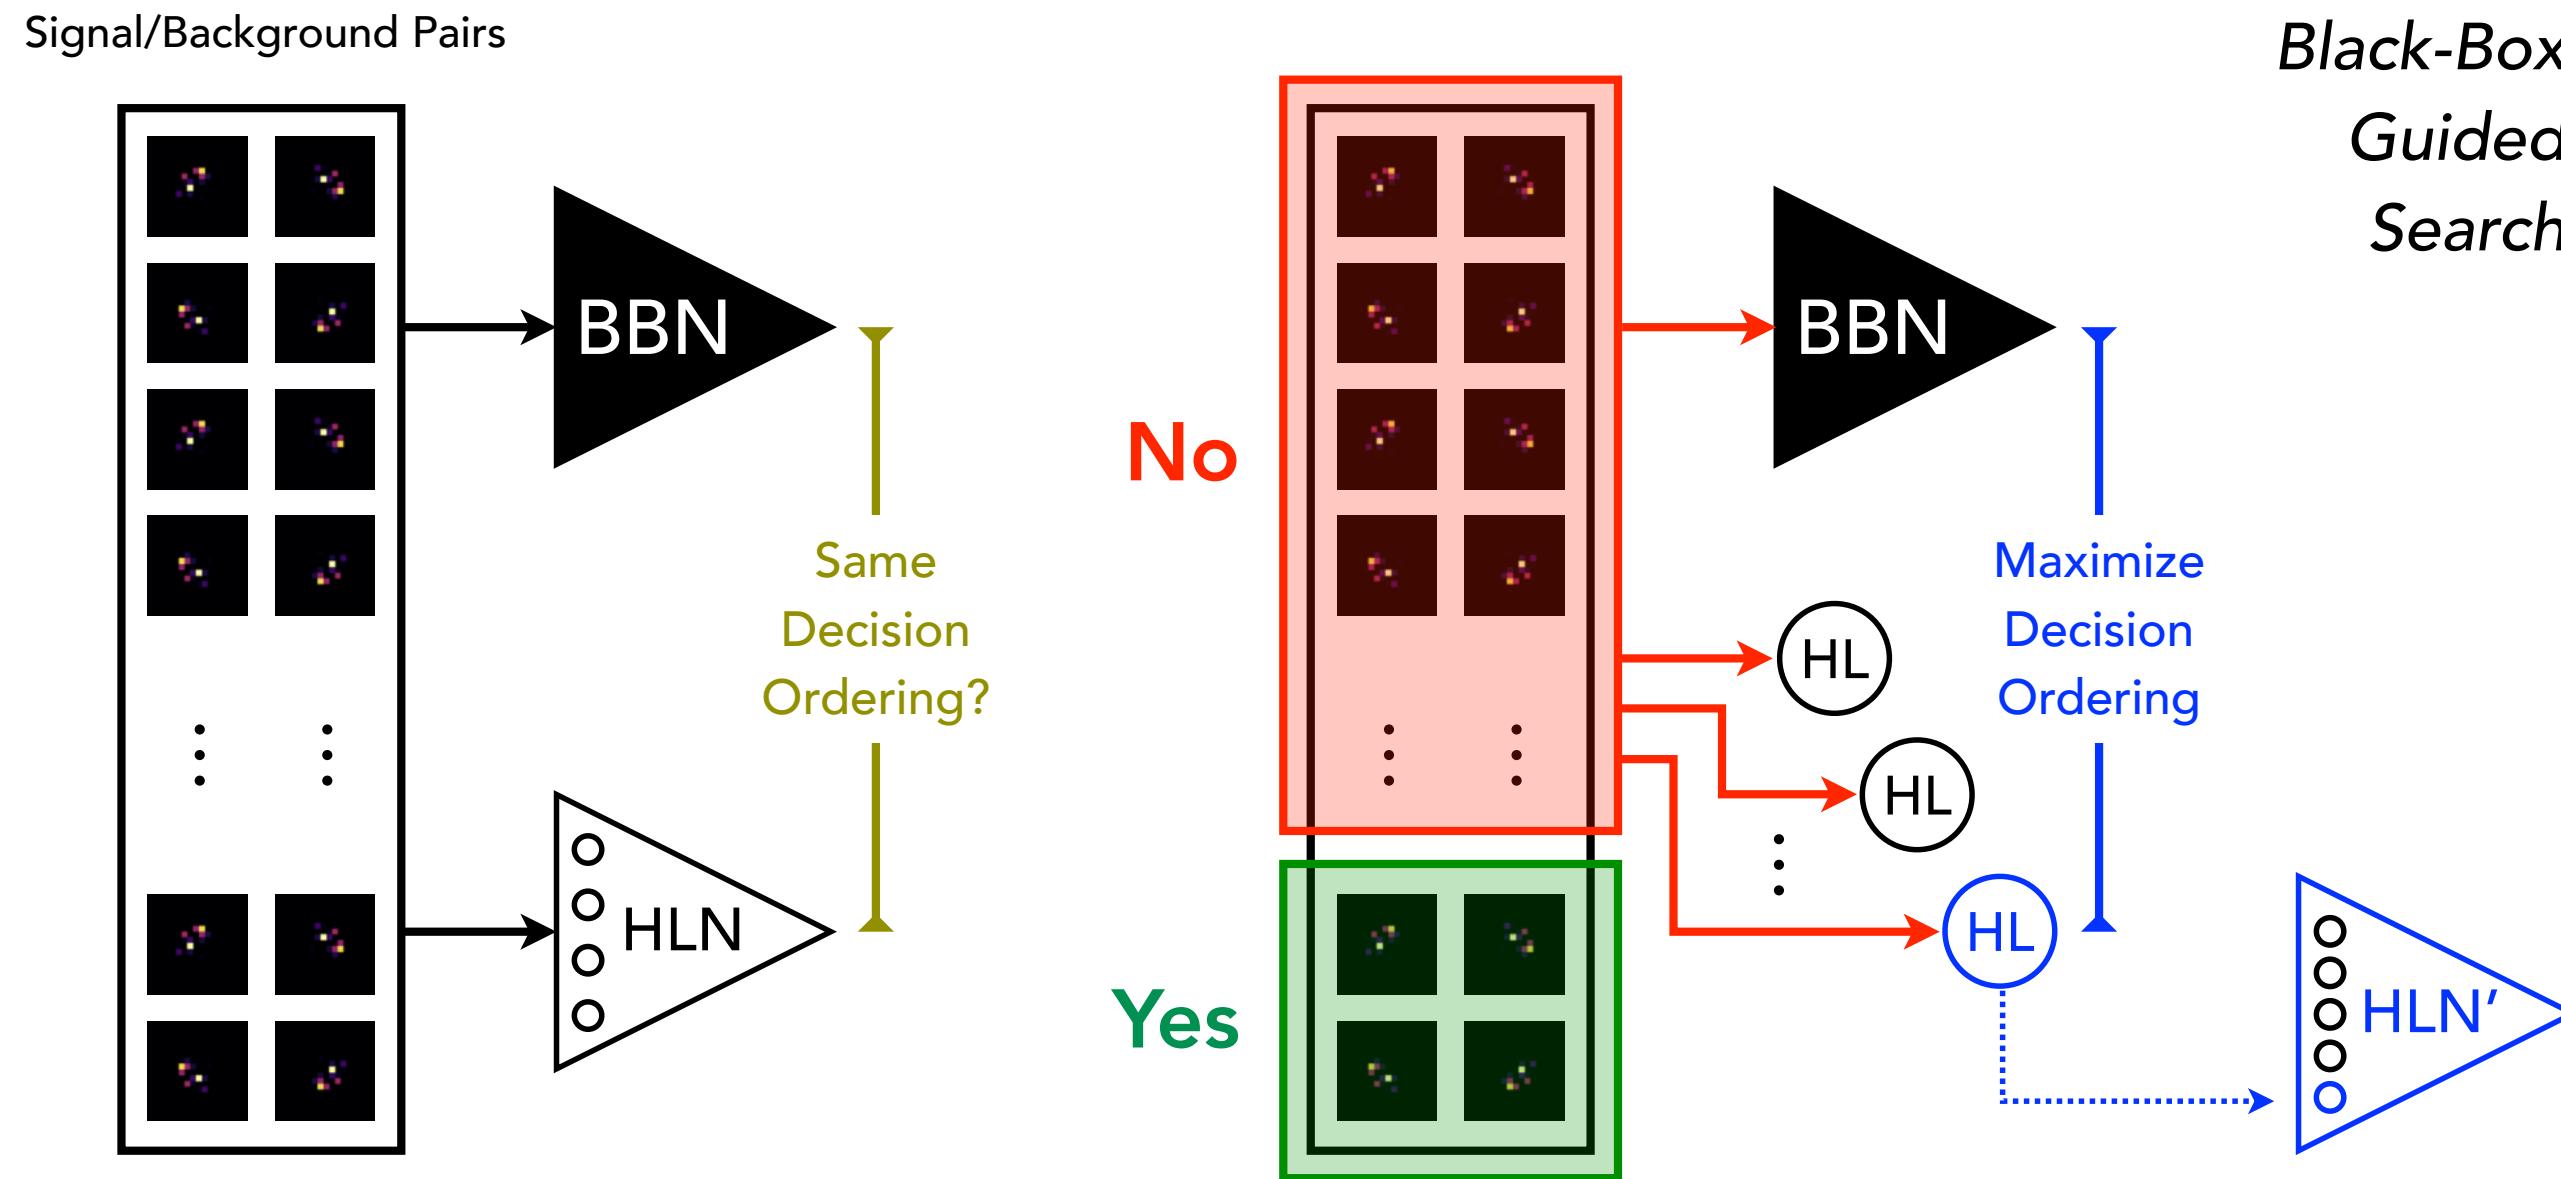 Signal/Background Pairs
BBN
Same
Decision
Ordering?
HLN
No
Yes
BBN
HL
HL
HL
Maximize
Decision
Ordering
HLN’
Black-Box
Guided
Search